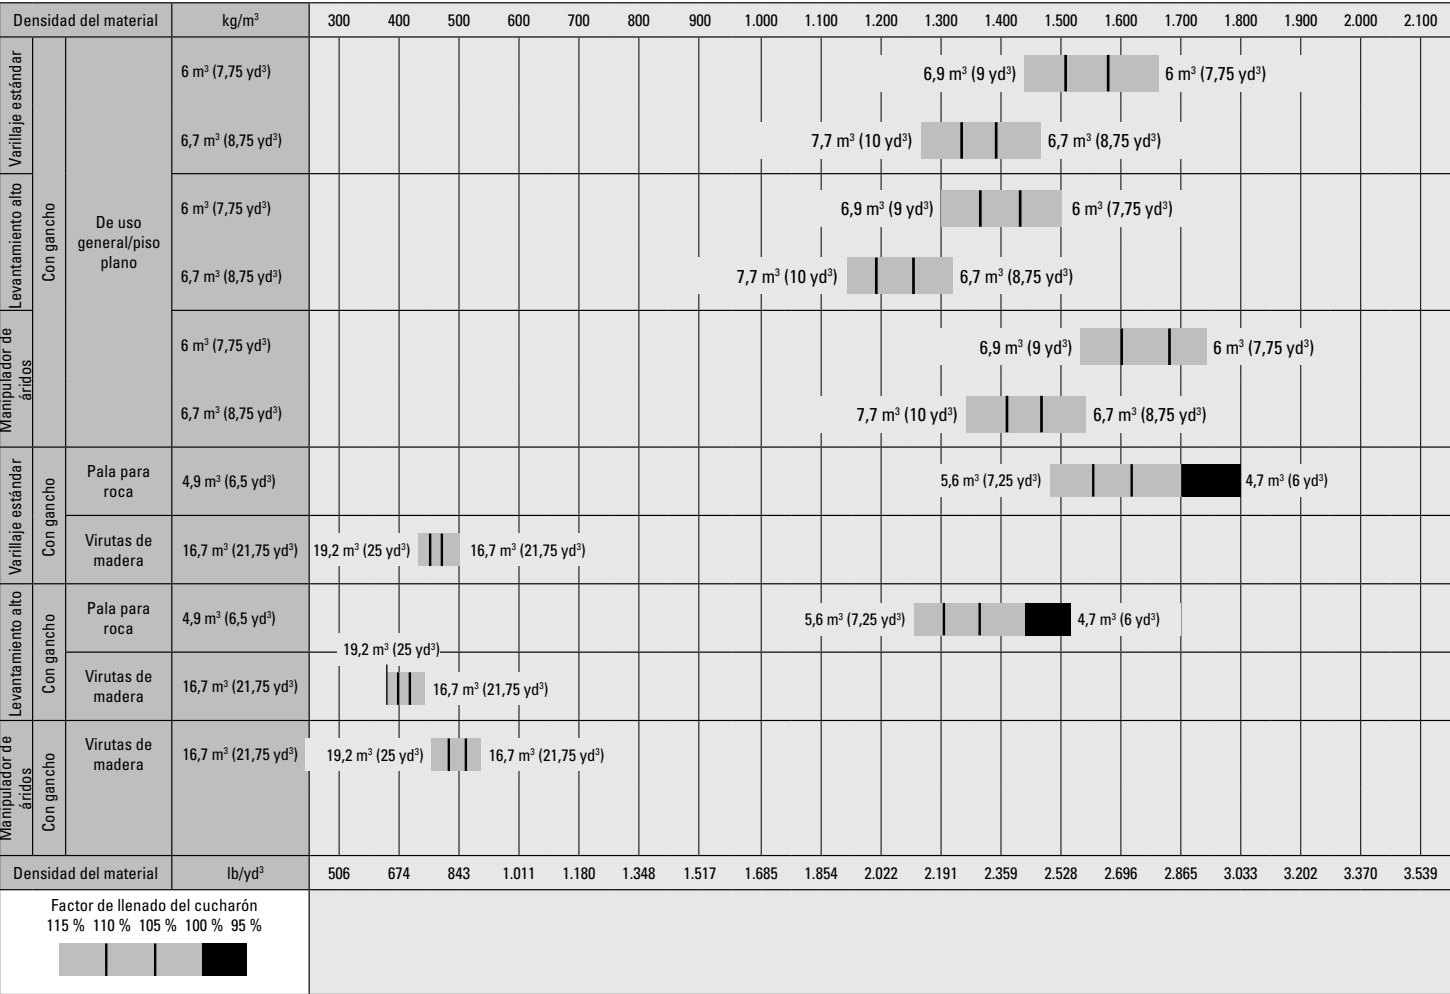 Densidad del material kg/m³ 300 400 500 600 700 800 900 1.000 1.100 1.200 1.300 1.400 1.500 1.600 1.700 1.800 1.900 2.000 2.100
Varillaje estándar
Levantamiento alto
Manipulador de
áridos
Con gancho
De uso
general/piso
plano
6 m³ (7,75 yd³) 6,9 m³ (9 yd³) 6 m³ (7,75 yd³)
6,7 m³ (8,75 yd³) 7,7 m³ (10 yd³) 6,7 m³ (8,75 yd³)
6 m³ (7,75 yd³) 6,9 m³ (9 yd³) 6 m³ (7,75 yd³)
6,7 m³ (8,75 yd³) 7,7 m³ (10 yd³) 6,7 m³ (8,75 yd³)
6 m³ (7,75 yd³) 6,9 m³ (9 yd³) 6 m³ (7,75 yd³)
6,7 m³ (8,75 yd³) 7,7 m³ (10 yd³) 6,7 m³ (8,75 yd³)
Varillaje estándar
Con gancho
Pala para
roca
4,9 m³ (6,5 yd³) 5,6 m³ (7,25 yd³) 4,7 m³ (6 yd³)
Virutas de
madera
16,7 m³ (21,75 yd³) 19,2 m³ (25 yd³) 16,7 m³ (21,75 yd³)
Levantamiento alto
Con gancho
Pala para
roca
4,9 m³ (6,5 yd³) 5,6 m³ (7,25 yd³) 4,7 m³ (6 yd³)
19,2 m³ (25 yd³)
Virutas de
madera
16,7 m³ (21,75 yd³) 16,7 m³ (21,75 yd³)
Manipulador de
áridos
Con gancho
Virutas de
madera
16,7 m³ (21,75 yd³) 19,2 m³ (25 yd³) 16,7 m³ (21,75 yd³)
Densidad del material lb/yd³ 506 674 843 1.011 1.180 1.348 1.517 1.685 1.854 2.022 2.191 2.359 2.528 2.696 2.865 3.033 3.202 3.370 3.539
Factor de llenado del cucharón
115 % 110 % 105 % 100 % 95 %